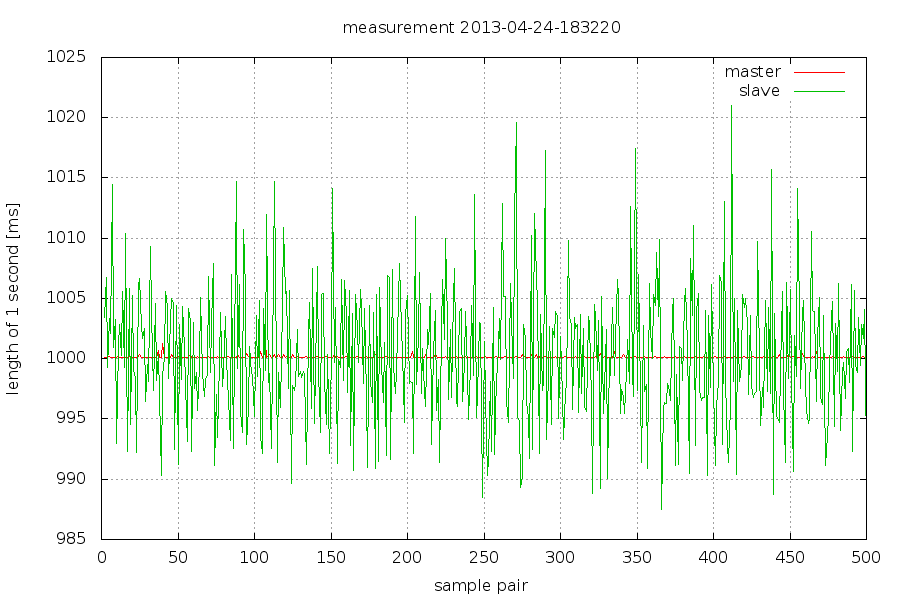 measurement 2013-04-24-183220
1025
1020
1015
1010
1005
1000
995
990
985
length of 1 second [ms]
master
slave
0 50 100 150 200 250 300 350 400 450 500
sample pair